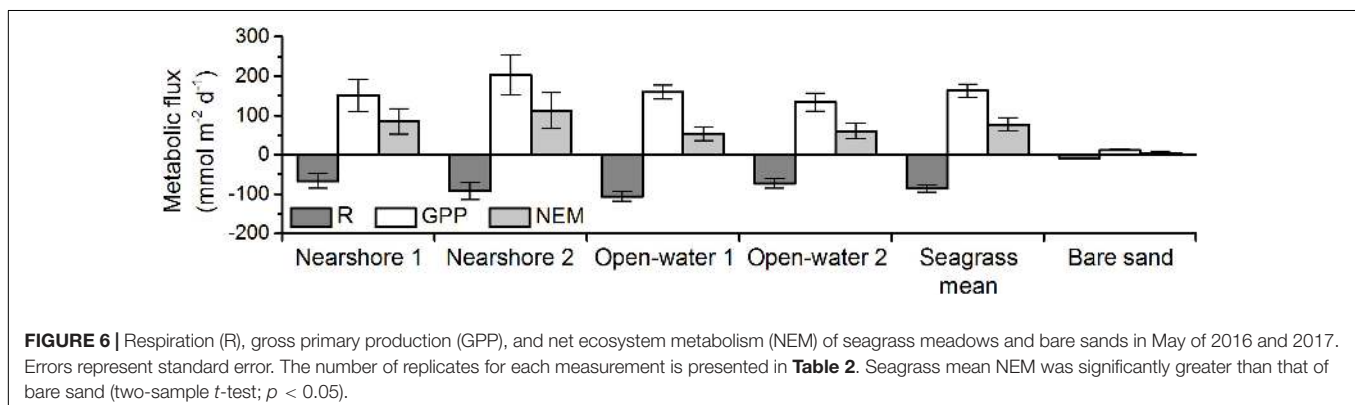 Metabolic flux
(mmol m⁻² d⁻¹)
300
200
100
0
-100
-200
R GPP NEM
Nearshore 1 Nearshore 2 Open-water 1 Open-water 2 Seagrass mean Bare sand
FIGURE 6 | Respiration (R), gross primary production (GPP), and net ecosystem metabolism (NEM) of seagrass meadows and bare sands in May of 2016 and 2017.
Errors represent standard error. The number of replicates for each measurement is presented in Table 2. Seagrass mean NEM was significantly greater than that of
bare sand (two-sample t-test; p < 0.05).